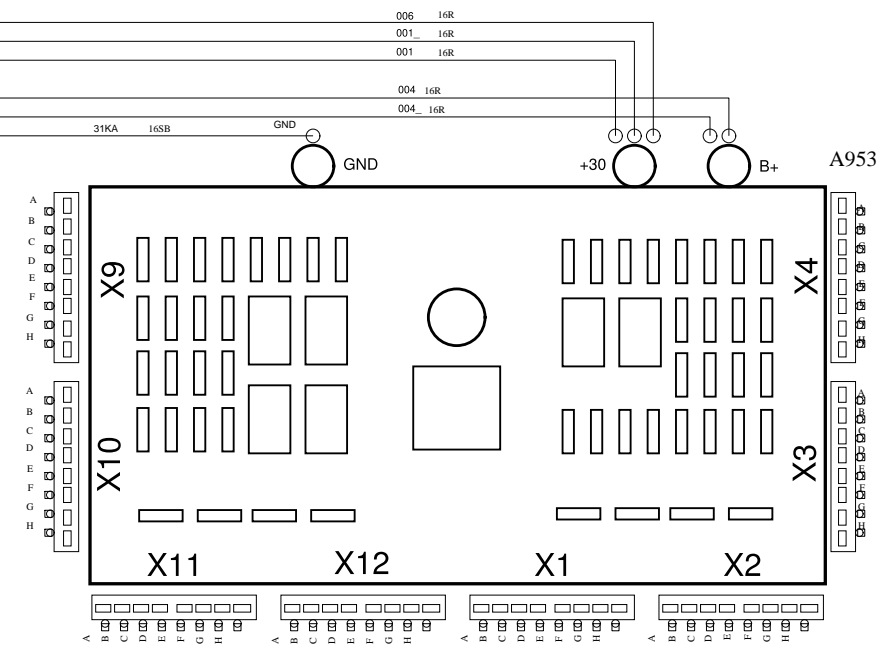 006 16R
001_ 16R
001 16R
004 16R
004_ 16R
31KA 16SB GND
GND +30 B+ A953
A
B
C
D
E
F
G
H
X9
X4
A
B
C
D
E
F
G
H
A
B
C
D
E
F
G
H
X10
X3
A
B
C
D
E
F
G
H
X11 X12 X1 X2
A B C D E F G H
A B C D E F G H
A B C D E F G H
A B C D E F G H